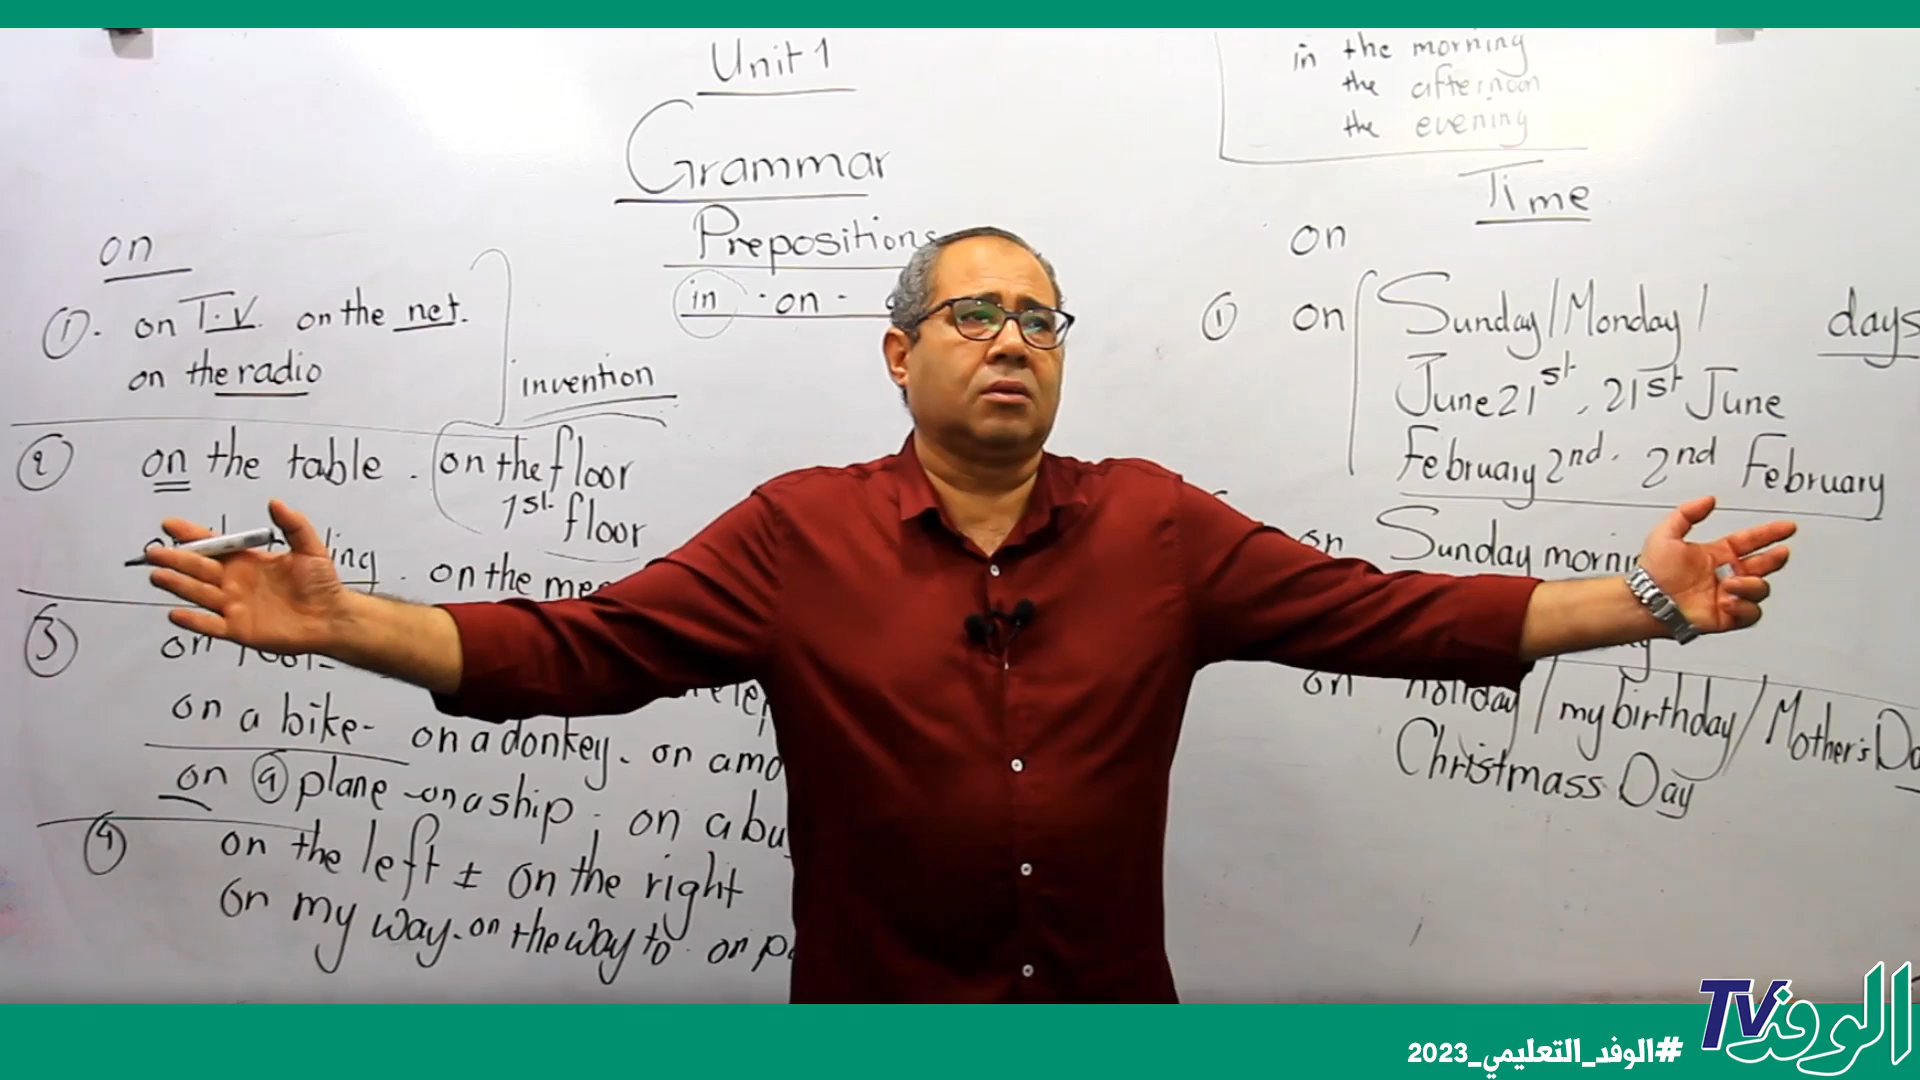 Unit 1
Grammar
Prepositions
in · on ·
on
① · on T.V. on the net.
on the radio
invention
② on the table . on the floor
1st floor
on the
③ on
on a bike - on a donkey . on a
on a plane - on a ship ; on a
④ on the left ± on the right
on my way . on the way to . on
in the morning
the afternoon
the evening
Time
on
① on Sunday / Monday / days
June 21st . 21st June
February 2nd . 2nd February
on Sunday
on holiday / my birthday / Mother's
Christmass Day
الوفد TV
#الوفد_التعليمي_2023